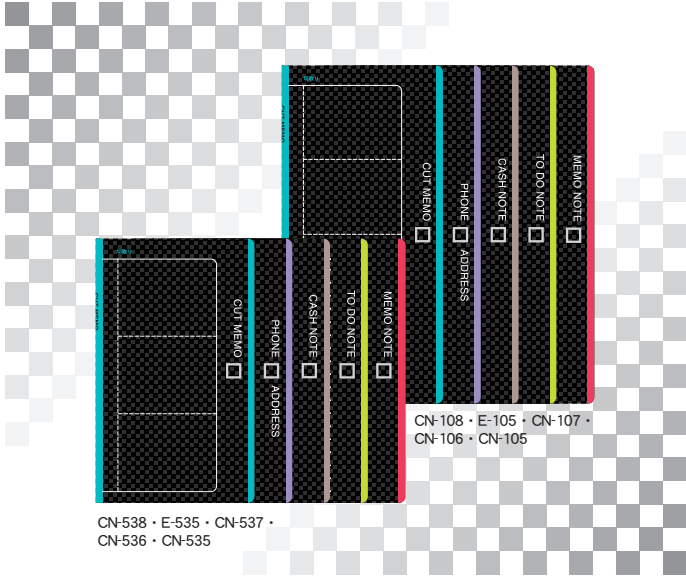 CUT MEMO
PHONE □ ADDRESS
CASH NOTE
TO DO NOTE
MEMO NOTE
CN-108・E-105・CN-107・
CN-106・CN-105
CUT MEMO
PHONE □ ADDRESS
CASH NOTE
TO DO NOTE
MEMO NOTE
CN-538・E-535・CN-537・
CN-536・CN-535